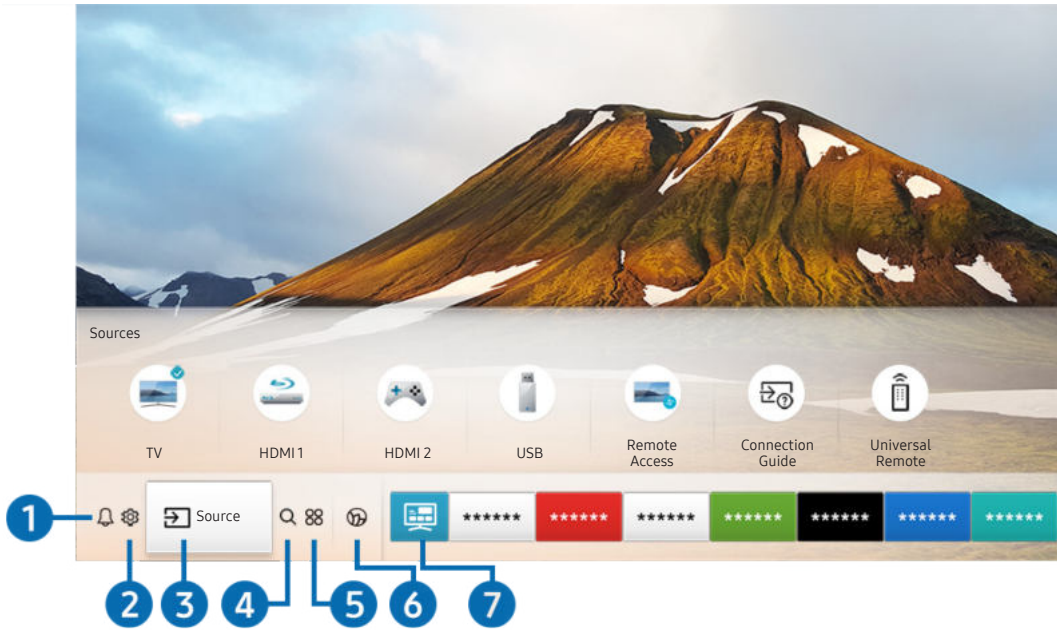 Sources
TV
HDMI 1
HDMI 2
USB
Remote
Access
Connection
Guide
Universal
Remote
1
Source
******
******
******
******
******
******
******
2
3
4
5
6
7